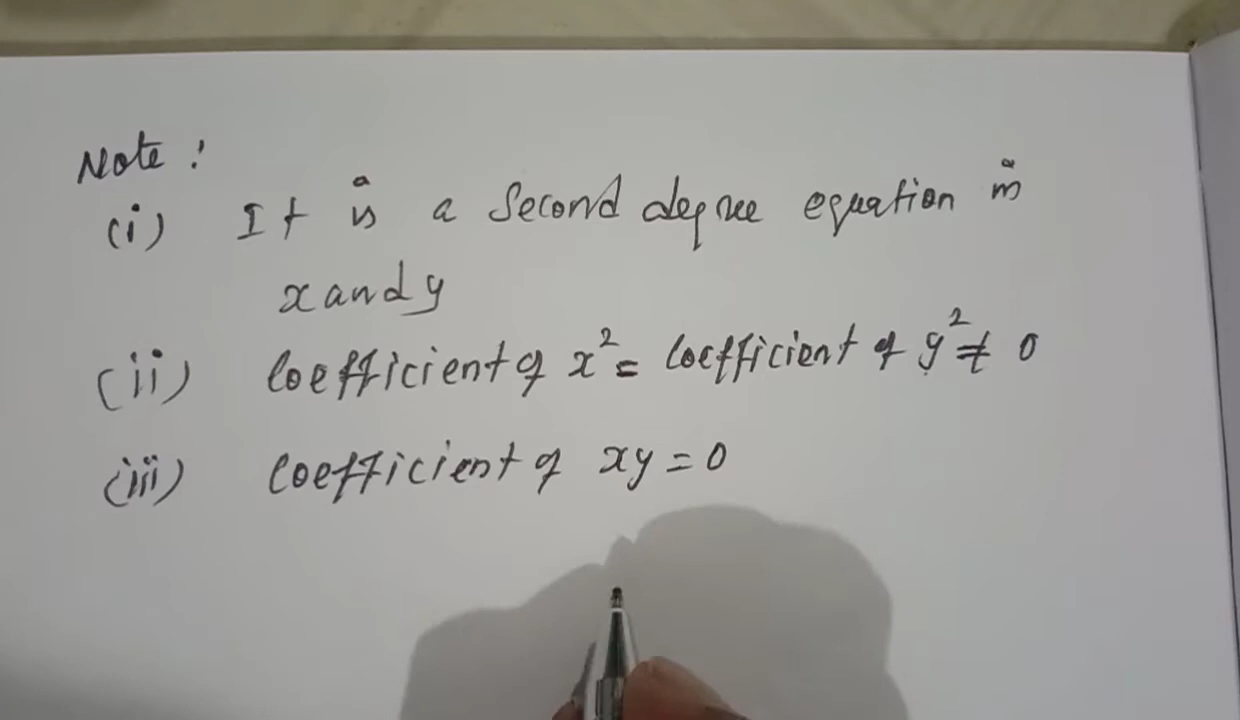 Note :
(i) It is a second degree equation in
x and y
(ii) coefficient of x² = coefficient of y² ≠ 0
(iii) coefficient of xy = 0